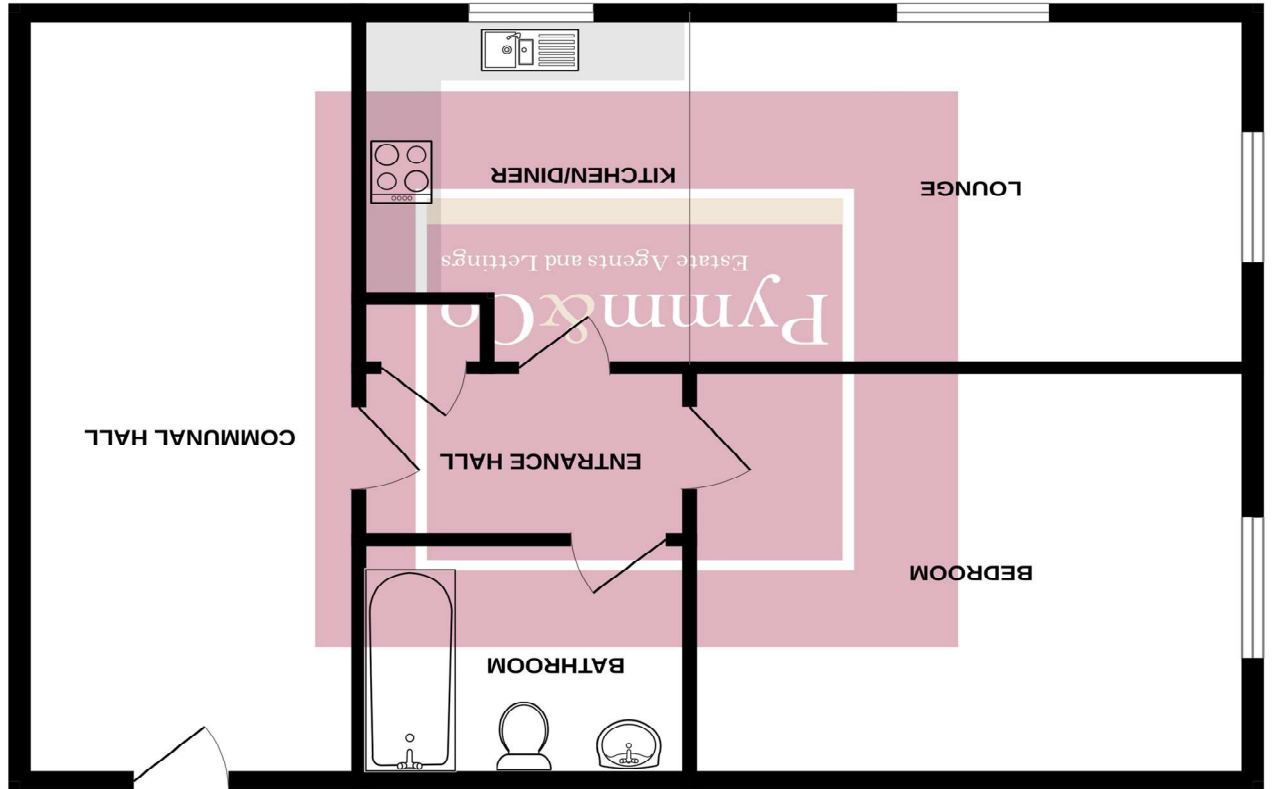 BATHROOM
BEDROOM
ENTRANCE HALL
COMMUNAL HALL
Pymm&Co
Estate Agents and Lettings
LOUNGE
KITCHEN/DINER